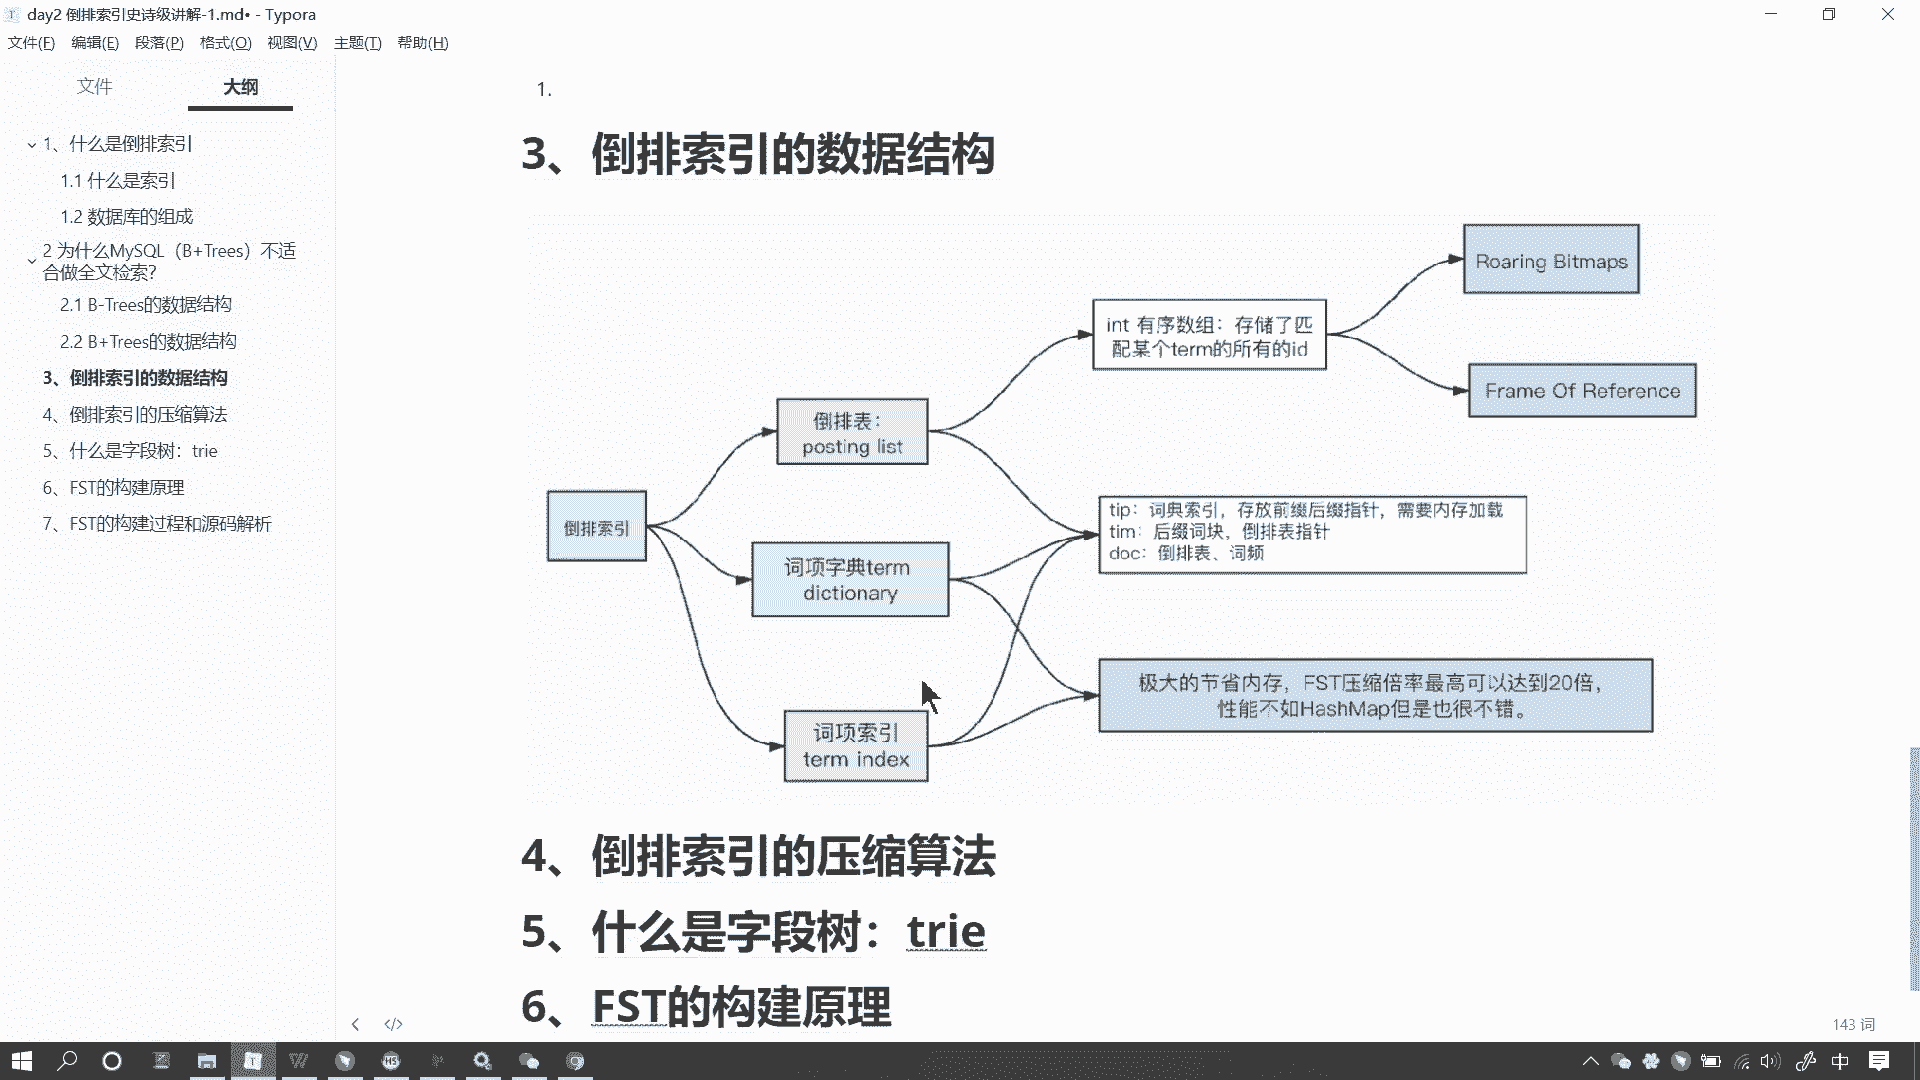 day2 倒排索引史诗级讲解-1.md• - Typora
文件(F) 编辑(E) 段落(P) 格式(O) 视图(V) 主题(T) 帮助(H)
文件 大纲
1、什么是倒排索引
1.1 什么是索引
1.2 数据库的组成
2 为什么MySQL（B+Trees）不适
合做全文检索？
2.1 B-Trees的数据结构
2.2 B+Trees的数据结构
3、倒排索引的数据结构
4、倒排索引的压缩算法
5、什么是字段树：trie
6、FST的构建原理
7、FST的构建过程和源码解析
1.
3、倒排索引的数据结构
Roaring Bitmaps
int 有序数组：存储了匹
配某个term的所有的id
Frame Of Reference
倒排表：
posting list
倒排索引
tip：词典索引，存放前缀后缀指针，需要内存加载
tim：后缀词块，倒排表指针
doc：倒排表、词频
词项字典term
dictionary
极大的节省内存，FST压缩倍率最高可以达到20倍，
性能不如HashMap但是也很不错。
词项索引
term index
4、倒排索引的压缩算法
5、什么是字段树：trie
6、FST的构建原理
143 词
中